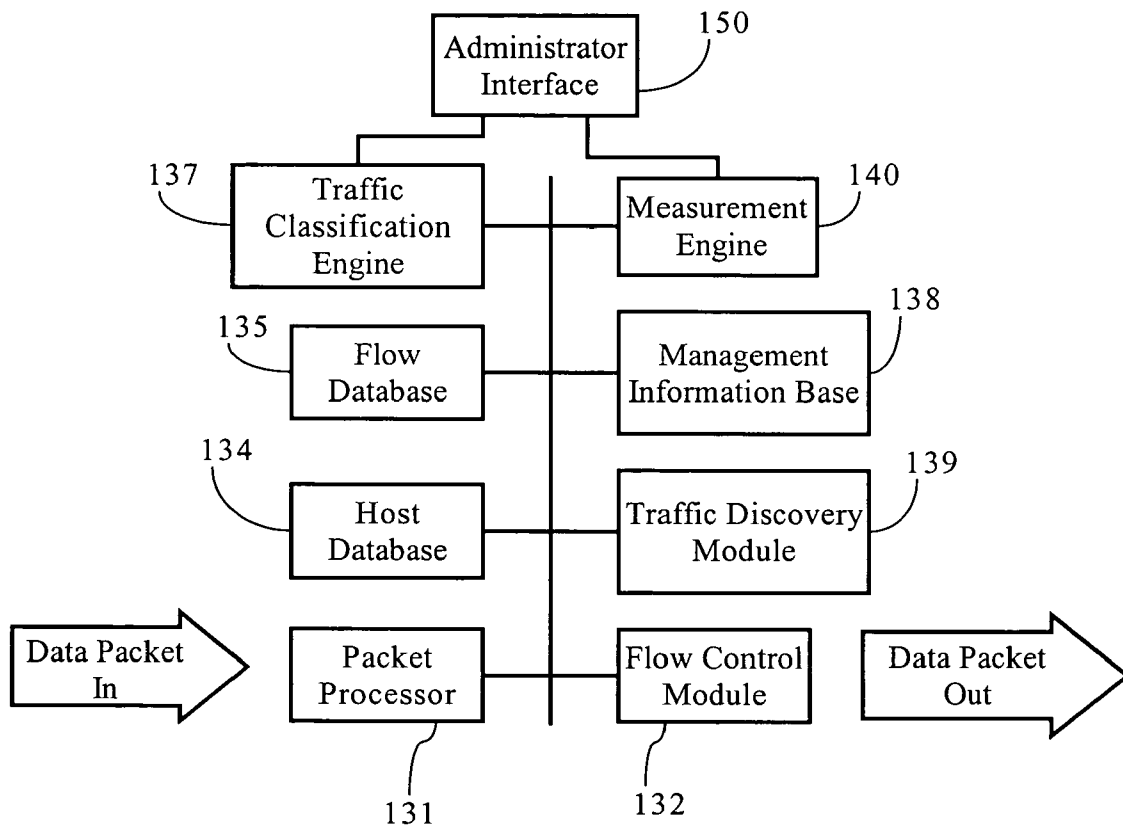 150
Administrator
Interface
137
Traffic
Classification
Engine
140
Measurement
Engine
135
Flow
Database
138
Management
Information Base
134
Host
Database
139
Traffic Discovery
Module
Data Packet
In
Packet
Processor
Flow Control
Module
Data Packet
Out
131
132